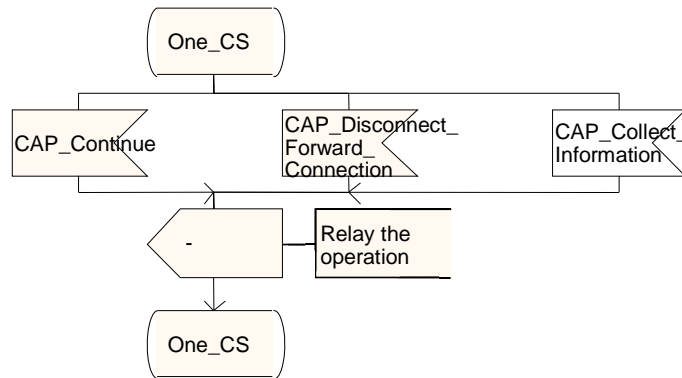 One_CS
CAP_Continue
CAP_Disconnect_
Forward_
Connection
CAP_Collect_
Information
-
Relay the
operation
One_CS